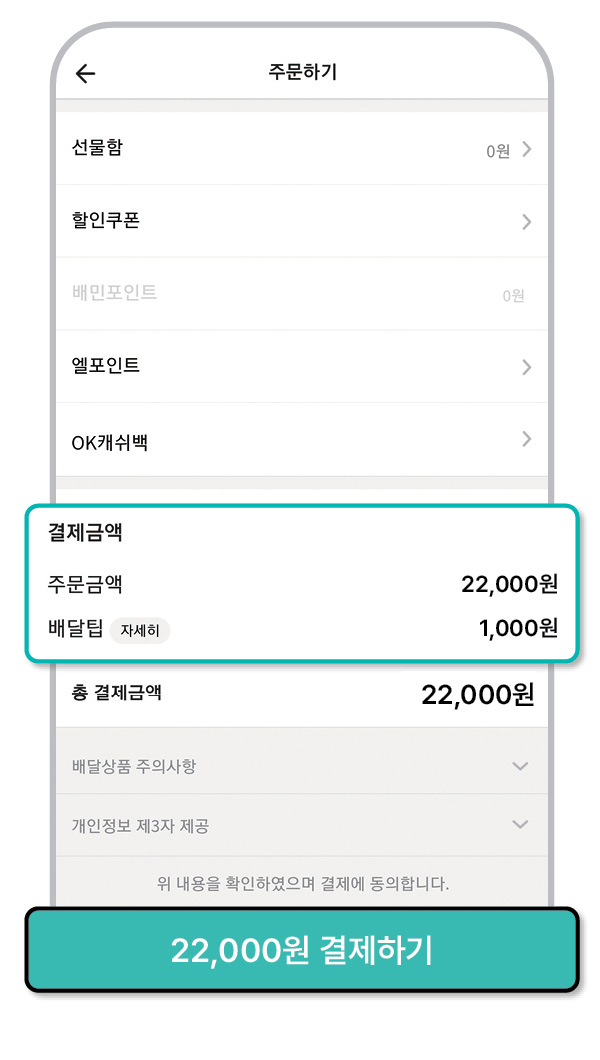 주문하기
선물함 0원
할인쿠폰
배민포인트 0원
엘포인트
OK캐쉬백
결제금액
주문금액 22,000원
배달팁 자세히 1,000원
총 결제금액 22,000원
배달상품 주의사항
개인정보 제3자 제공
위 내용을 확인하였으며 결제에 동의합니다.
22,000원 결제하기